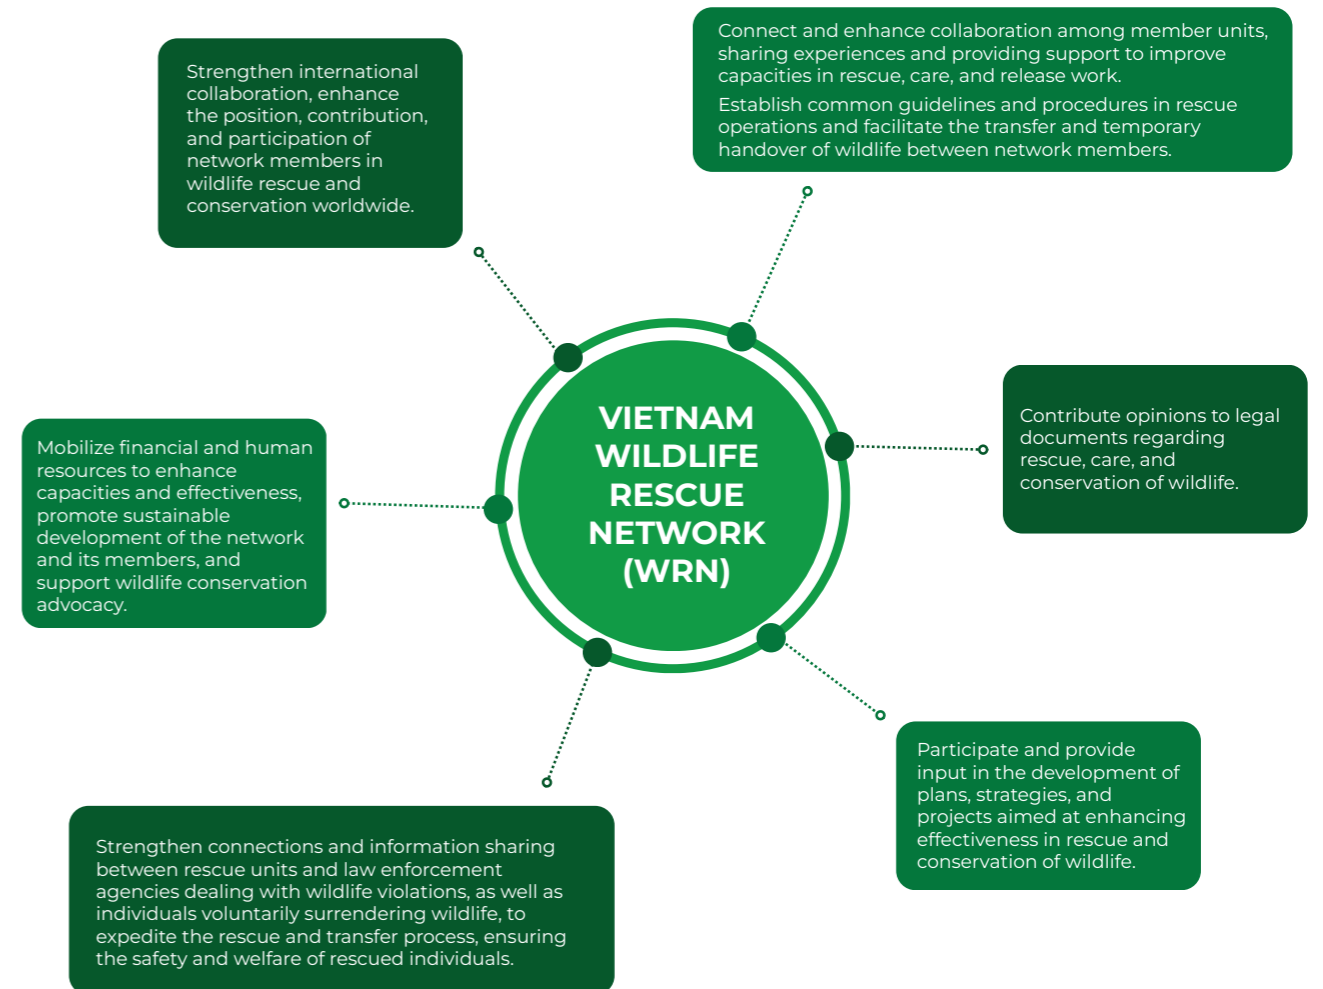 Strengthen international
collaboration, enhance
the position, contribution,
and participation of
network members in
wildlife rescue and
conservation worldwide.
Connect and enhance collaboration among member units,
sharing experiences and providing support to improve
capacities in rescue, care, and release work.
Establish common guidelines and procedures in rescue
operations and facilitate the transfer and temporary
handover of wildlife between network members.
VIETNAM
WILDLIFE
RESCUE
NETWORK
(WRN)
Contribute opinions to legal
documents regarding
rescue, care, and
conservation of wildlife.
Mobilize financial and human
resources to enhance
capacities and effectiveness,
promote sustainable
development of the network
and its members, and
support wildlife conservation
advocacy.
Participate and provide
input in the development of
plans, strategies, and
projects aimed at enhancing
effectiveness in rescue and
conservation of wildlife.
Strengthen connections and information sharing
between rescue units and law enforcement
agencies dealing with wildlife violations, as well as
individuals voluntarily surrendering wildlife, to
expedite the rescue and transfer process, ensuring
the safety and welfare of rescued individuals.